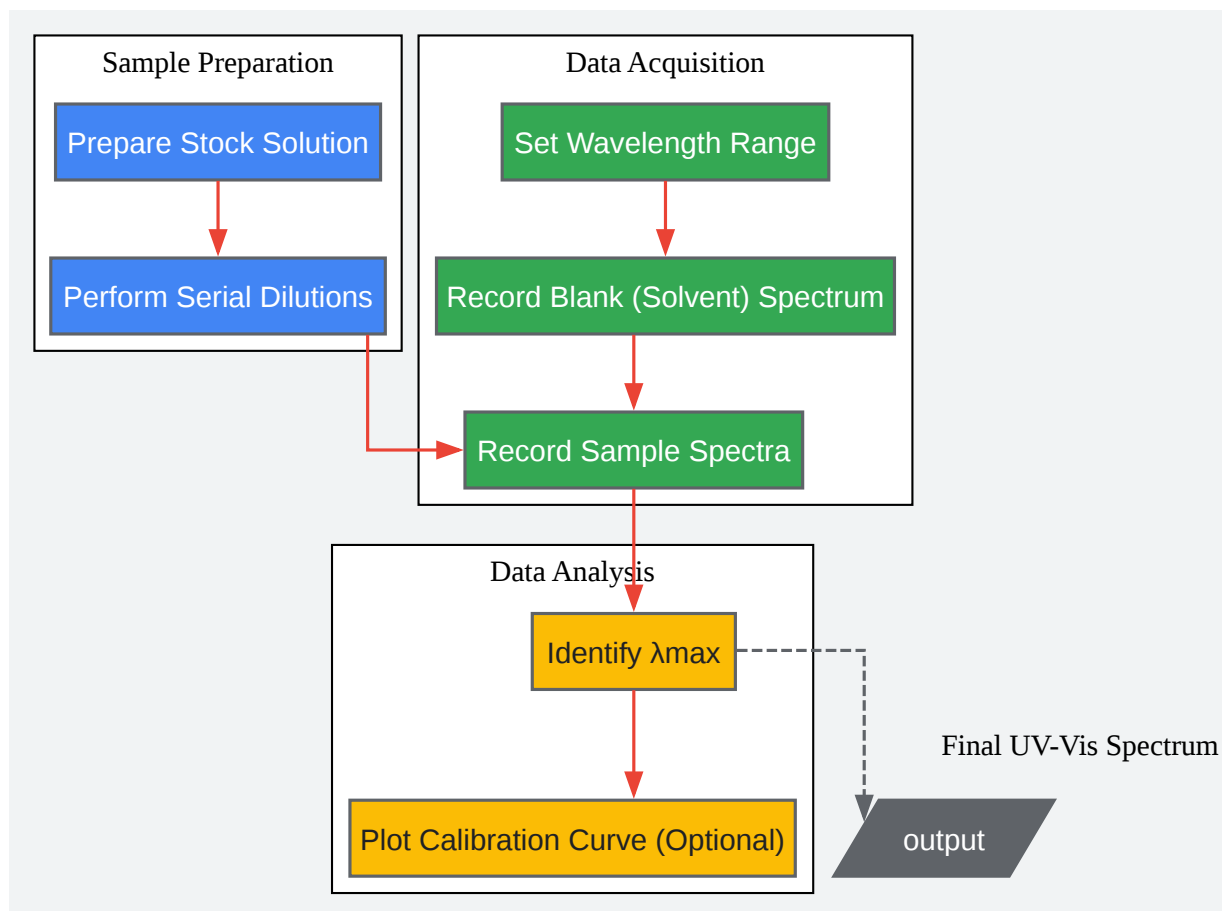 Sample Preparation
Prepare Stock Solution
Perform Serial Dilutions
Data Acquisition
Set Wavelength Range
Record Blank (Solvent) Spectrum
Record Sample Spectra
Data Analysis
Identify λmax
Plot Calibration Curve (Optional)
Final UV-Vis Spectrum
output